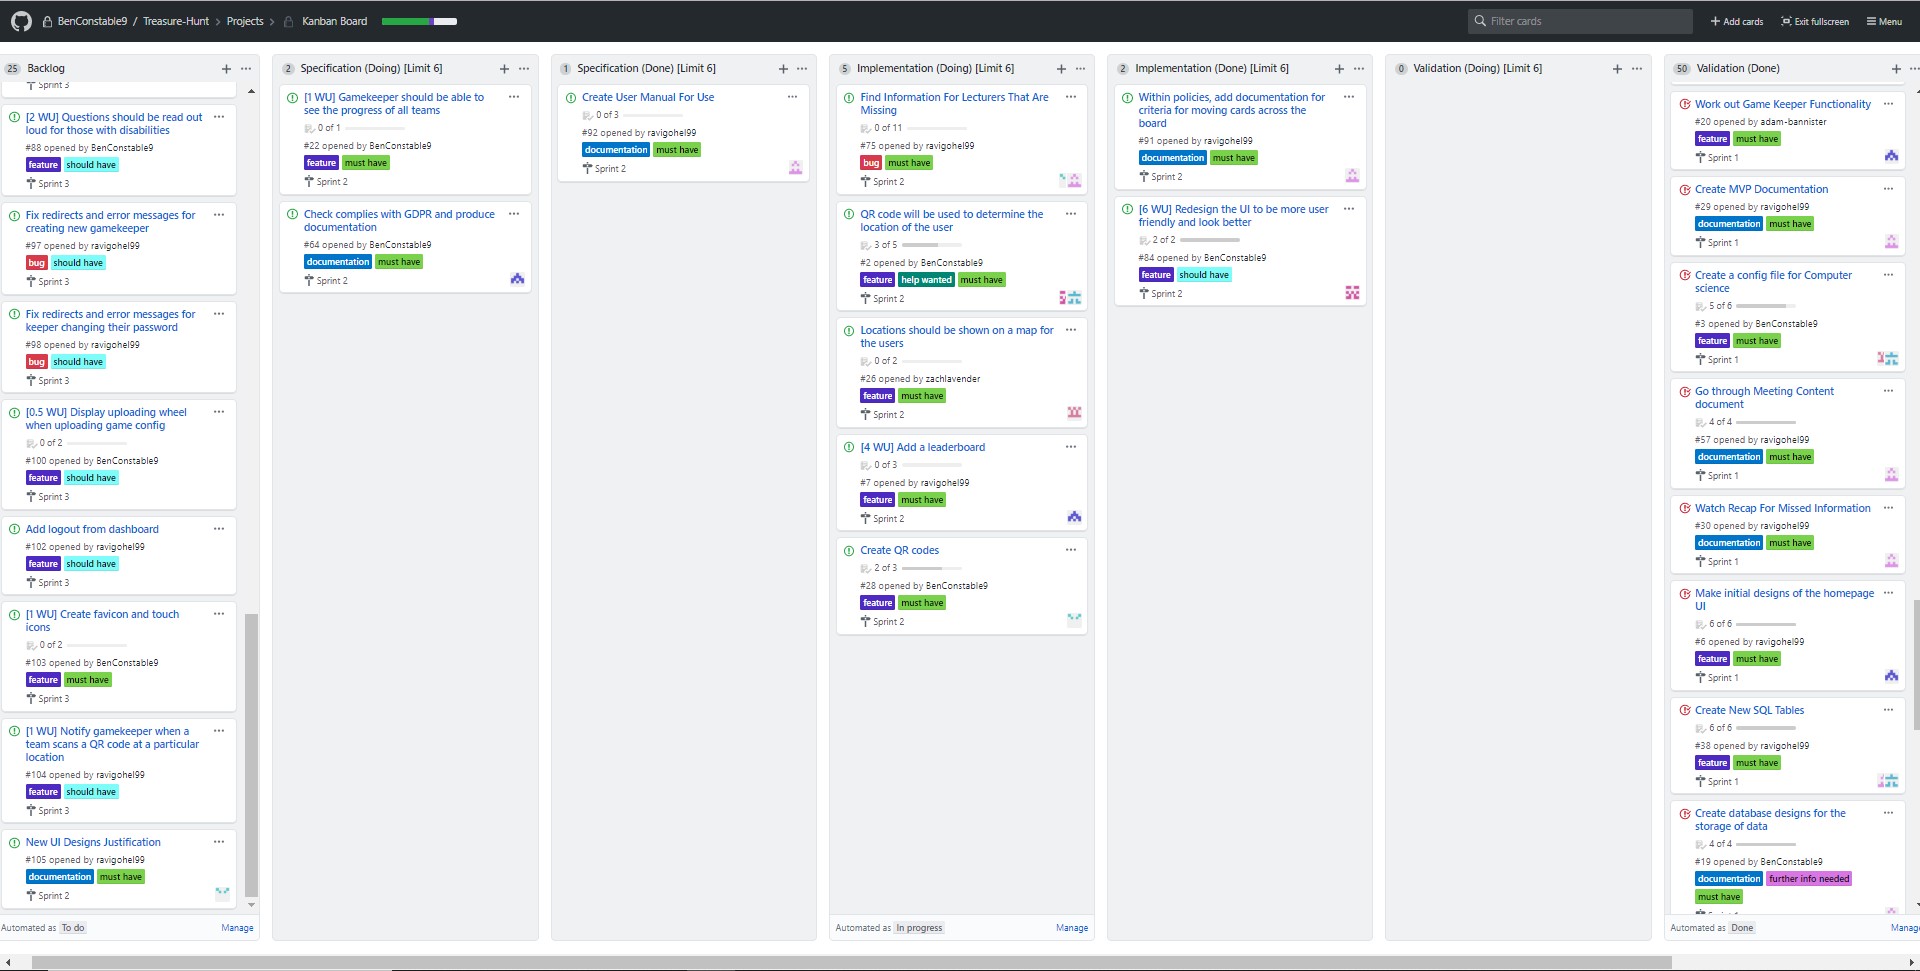 BenConstable9 / Treasure-Hunt Projects Kanban Board Filter cards Add cards Exit fullscreen Menu
25 Backlog
Sprint 3
[2 WU] Questions should be read out
loud for those with disabilities
#88 opened by BenConstable9
feature should have
Sprint 3
Fix redirects and error messages for
creating new gamekeeper
#97 opened by ravigohel99
bug should have
Sprint 3
Fix redirects and error messages for
keeper changing their password
#98 opened by ravigohel99
bug should have
Sprint 3
[0.5 WU] Display uploading wheel
when uploading game config
0 of 2
#100 opened by BenConstable9
feature should have
Sprint 3
Add logout from dashboard
#102 opened by ravigohel99
feature should have
Sprint 3
[1 WU] Create favicon and touch
icons
0 of 2
#103 opened by BenConstable9
feature must have
Sprint 3
[1 WU] Notify gamekeeper when a
team scans a QR code at a particular
location
#104 opened by ravigohel99
feature should have
Sprint 3
New UI Designs Justification
#105 opened by ravigohel99
documentation must have
Sprint 2
Automated as To do Manage
2 Specification (Doing) [Limit 6]
[1 WU] Gamekeeper should be able to
see the progress of all teams
0 of 1
#22 opened by BenConstable9
feature must have
Sprint 2
Check complies with GDPR and produce
documentation
#64 opened by BenConstable9
documentation must have
Sprint 2
1 Specification (Done) [Limit 6]
Create User Manual For Use
0 of 3
#92 opened by ravigohel99
documentation must have
Sprint 2
5 Implementation (Doing) [Limit 6]
Find Information For Lecturers That Are
Missing
0 of 11
#75 opened by ravigohel99
bug must have
Sprint 2
QR code will be used to determine the
location of the user
3 of 5
#2 opened by BenConstable9
feature help wanted must have
Sprint 2
Locations should be shown on a map for
the users
0 of 2
#26 opened by zachlavender
feature must have
Sprint 2
[4 WU] Add a leaderboard
0 of 3
#7 opened by ravigohel99
feature must have
Sprint 2
Create QR codes
2 of 3
#28 opened by BenConstable9
feature must have
Sprint 2
Automated as In progress Manage
2 Implementation (Done) [Limit 6]
Within policies, add documentation for
criteria for moving cards across the
board
#91 opened by ravigohel99
documentation must have
Sprint 2
[6 WU] Redesign the UI to be more user
friendly and look better
2 of 2
#84 opened by BenConstable9
feature should have
Sprint 2
0 Validation (Doing) [Limit 6]
50 Validation (Done)
Work out Game Keeper Functionality
#20 opened by adam-bannister
feature must have
Sprint 1
Create MVP Documentation
#29 opened by ravigohel99
documentation must have
Sprint 1
Create a config file for Computer
science
5 of 6
#3 opened by BenConstable9
feature must have
Sprint 1
Go through Meeting Content
document
4 of 4
#57 opened by ravigohel99
documentation must have
Sprint 1
Watch Recap For Missed Information
#30 opened by ravigohel99
documentation must have
Sprint 1
Make initial designs of the homepage
UI
6 of 6
#6 opened by ravigohel99
feature must have
Sprint 1
Create New SQL Tables
6 of 6
#38 opened by ravigohel99
feature must have
Sprint 1
Create database designs for the
storage of data
4 of 4
#19 opened by BenConstable9
documentation further info needed
must have
Automated as Done Manage